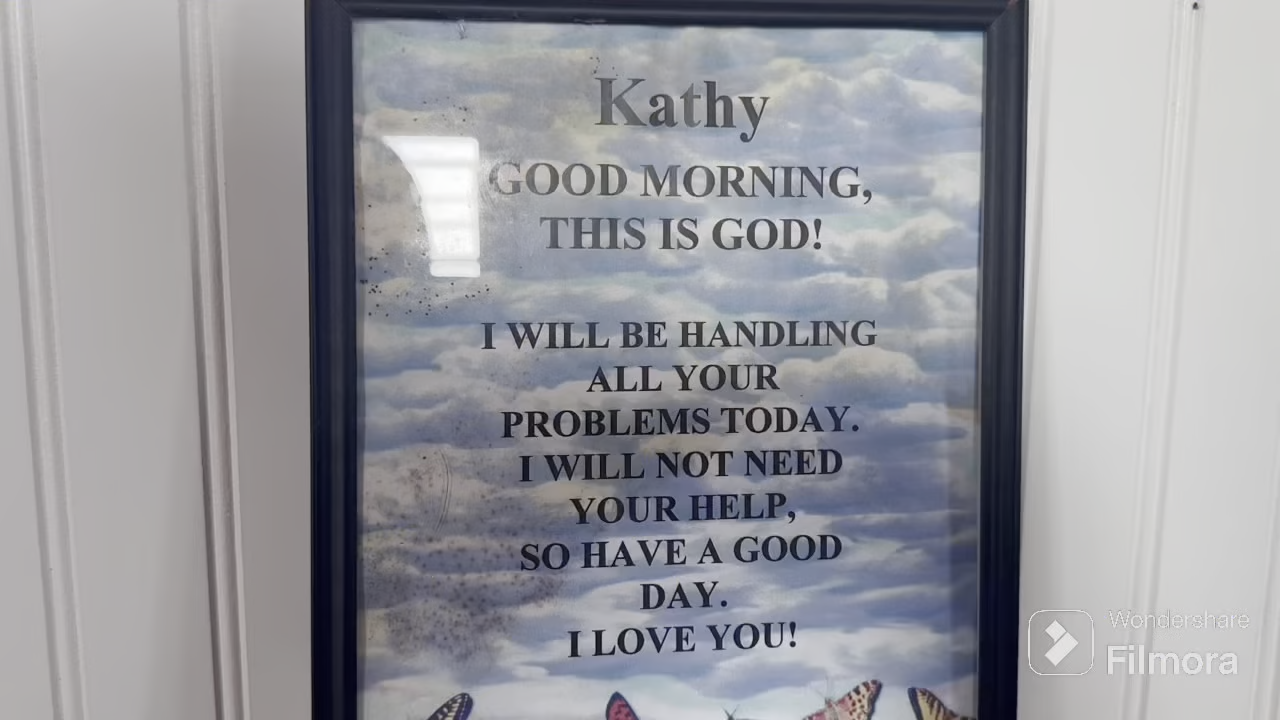 Kathy
GOOD MORNING,
THIS IS GOD!
I WILL BE HANDLING
ALL YOUR
PROBLEMS TODAY.
I WILL NOT NEED
YOUR HELP,
SO HAVE A GOOD
DAY.
I LOVE YOU!
Wondershare
Filmora